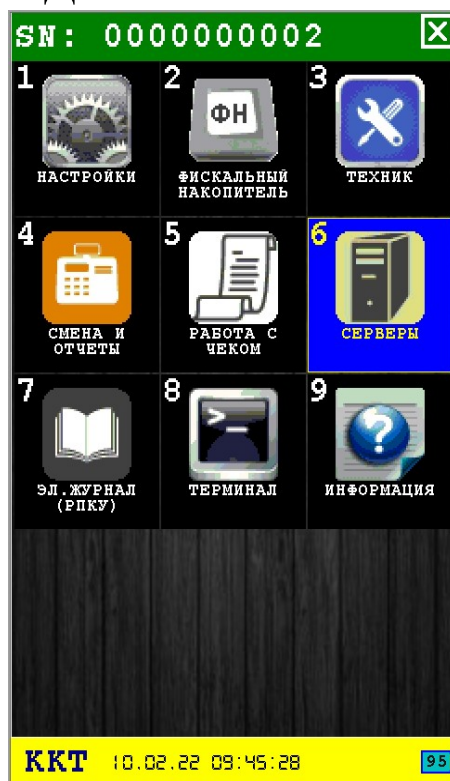 SN: 0000000002
1
НАСТРОЙКИ
2
ФН
ФИСКАЛЬНЫЙ
НАКОПИТЕЛЬ
3
ТЕХНИК
4
СМЕНА И
ОТЧЕТЫ
5
РАБОТА С
ЧЕКОМ
6
СЕРВЕРЫ
7
ЭЛ.ЖУРНАЛ
(РПКУ)
8
>_
ТЕРМИНАЛ
9
?
ИНФОРМАЦИЯ
ККТ 10.02.22 09:45:28 95